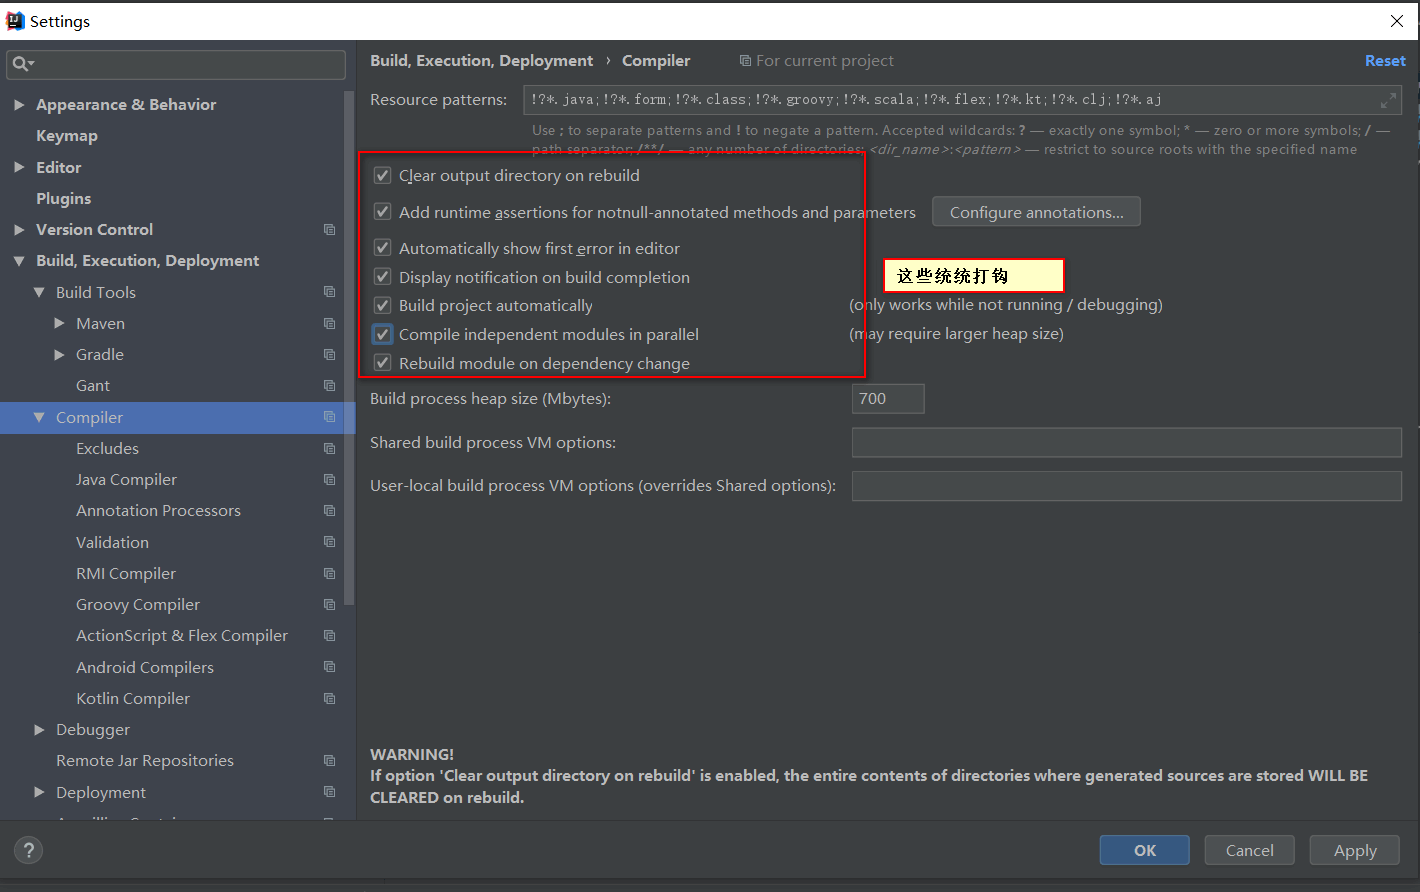 Settings
Build, Execution, Deployment › Compiler For current project Reset
Appearance & Behavior
Keymap
Editor
Plugins
Version Control
Build, Execution, Deployment
Build Tools
Maven
Gradle
Gant
Compiler
Excludes
Java Compiler
Annotation Processors
Validation
RMI Compiler
Groovy Compiler
ActionScript & Flex Compiler
Android Compilers
Kotlin Compiler
Debugger
Remote Jar Repositories
Deployment
Resource patterns: !?*.java;!?*.form;!?*.class;!?*.groovy;!?*.scala;!?*.flex;!?*.kt;!?*.clj;!?*.aj
Use ; to separate patterns and ! to negate a pattern. Accepted wildcards: ? — exactly one symbol; * — zero or more symbols; / —
path separator; /**/ — any number of directories; <dir_name>:<pattern> — restrict to source roots with the specified name
Clear output directory on rebuild
Add runtime assertions for notnull-annotated methods and parameters Configure annotations...
Automatically show first error in editor
这些统统打钩
Display notification on build completion
Build project automatically (only works while not running / debugging)
Compile independent modules in parallel (may require larger heap size)
Rebuild module on dependency change
Build process heap size (Mbytes): 700
Shared build process VM options:
User-local build process VM options (overrides Shared options):
WARNING!
If option 'Clear output directory on rebuild' is enabled, the entire contents of directories where generated sources are stored WILL BE
CLEARED on rebuild.
? OK Cancel Apply